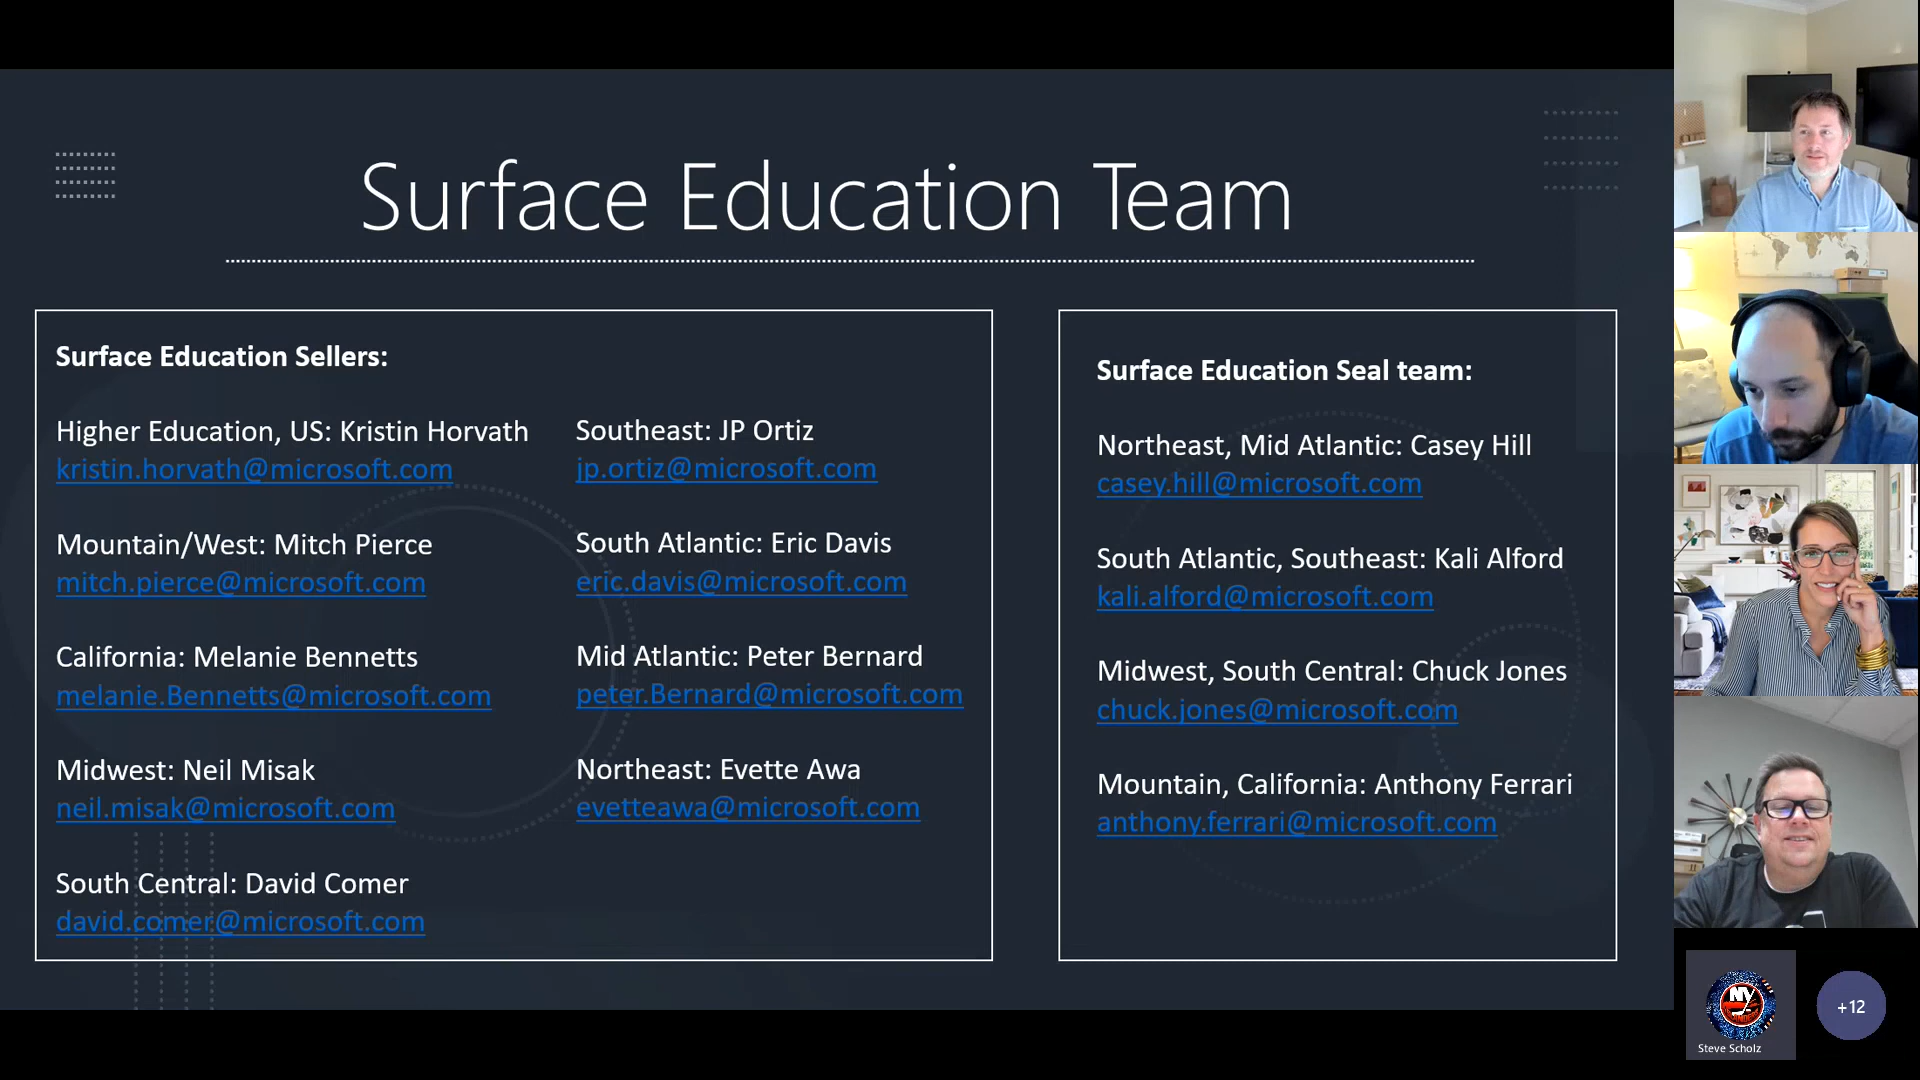 Surface Education Team
Surface Education Sellers:
Higher Education, US: Kristin Horvath
kristin.horvath@microsoft.com
Mountain/West: Mitch Pierce
mitch.pierce@microsoft.com
California: Melanie Bennetts
melanie.Bennetts@microsoft.com
Midwest: Neil Misak
neil.misak@microsoft.com
South Central: David Comer
david.comer@microsoft.com
Southeast: JP Ortiz
jp.ortiz@microsoft.com
South Atlantic: Eric Davis
eric.davis@microsoft.com
Mid Atlantic: Peter Bernard
peter.Bernard@microsoft.com
Northeast: Evette Awa
evetteawa@microsoft.com
Surface Education Seal team:
Northeast, Mid Atlantic: Casey Hill
casey.hill@microsoft.com
South Atlantic, Southeast: Kali Alford
kali.alford@microsoft.com
Midwest, South Central: Chuck Jones
chuck.jones@microsoft.com
Mountain, California: Anthony Ferrari
anthony.ferrari@microsoft.com
NY
Steve Scholz
+12